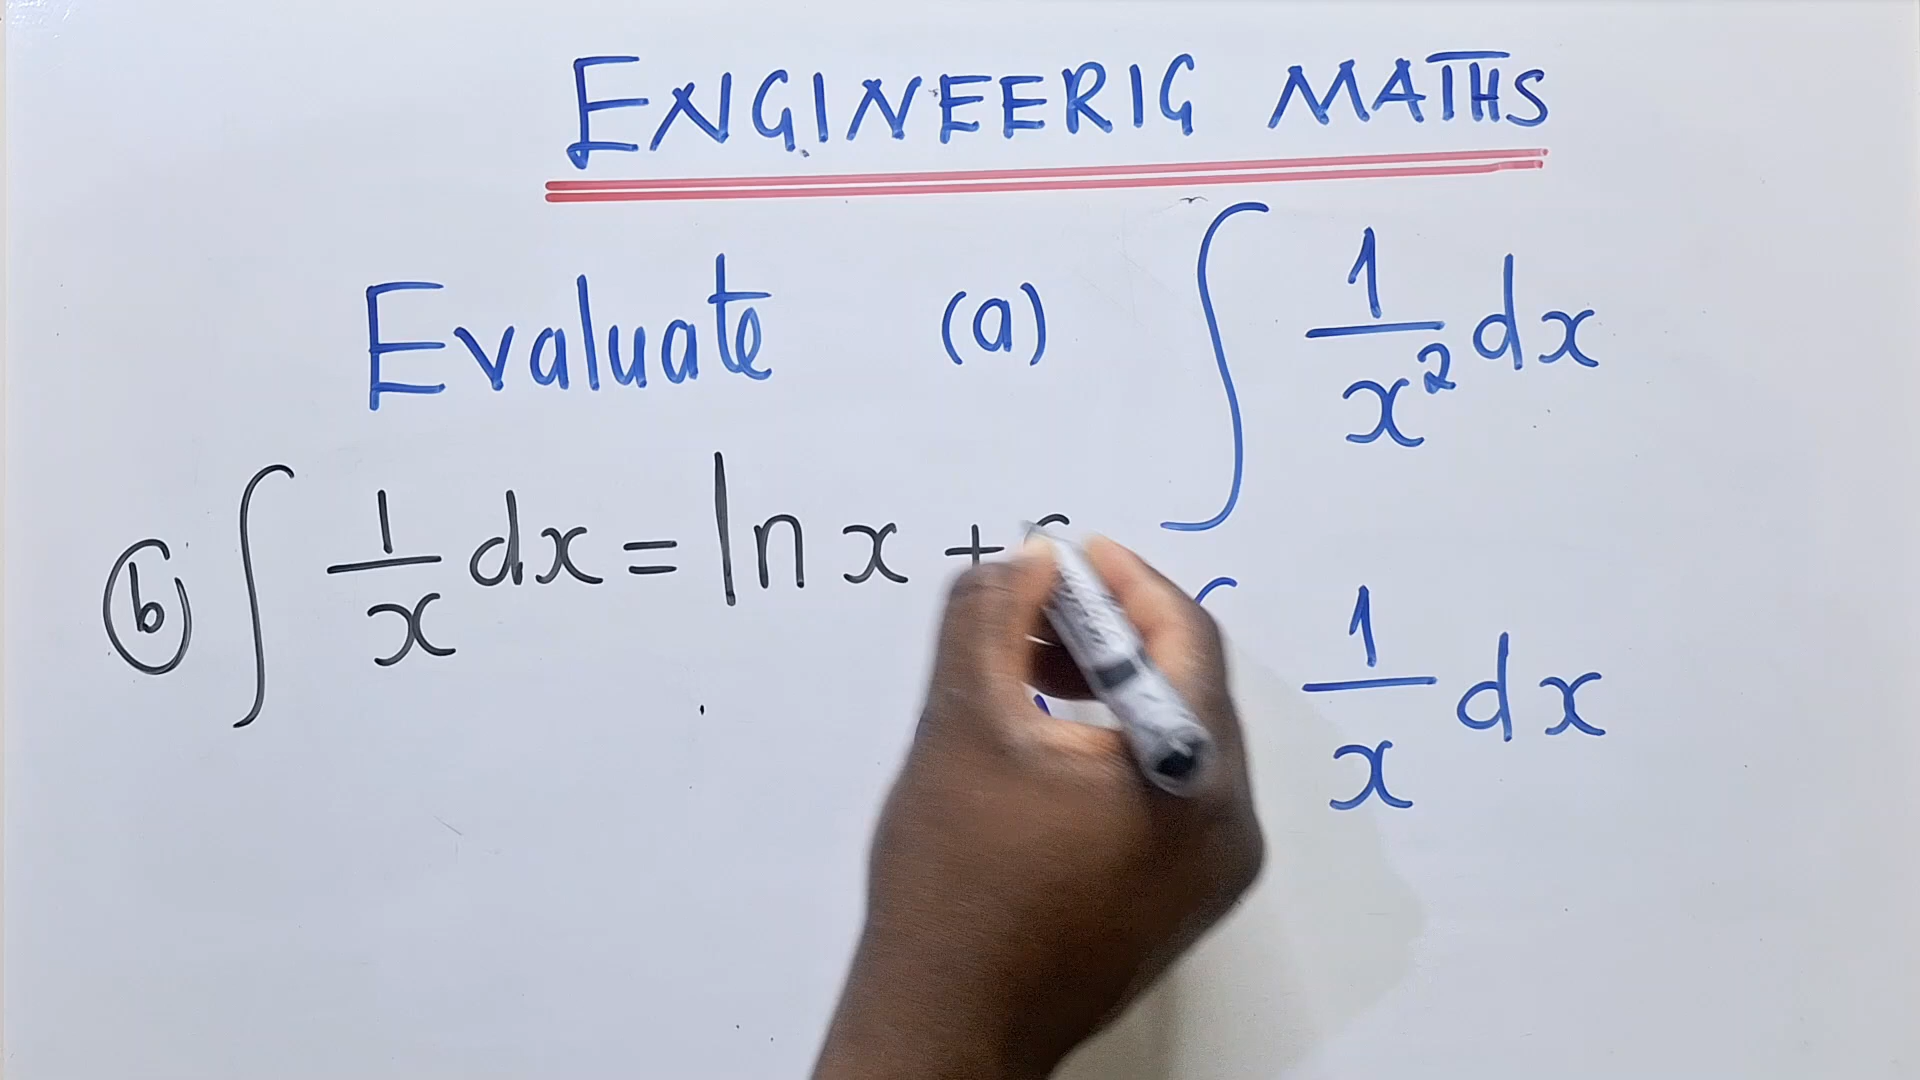 ENGINEERIG MATHS
Evaluate (a) ∫ 1/x² dx
(b) ∫ 1/x dx = ln x +
∫ 1/x dx